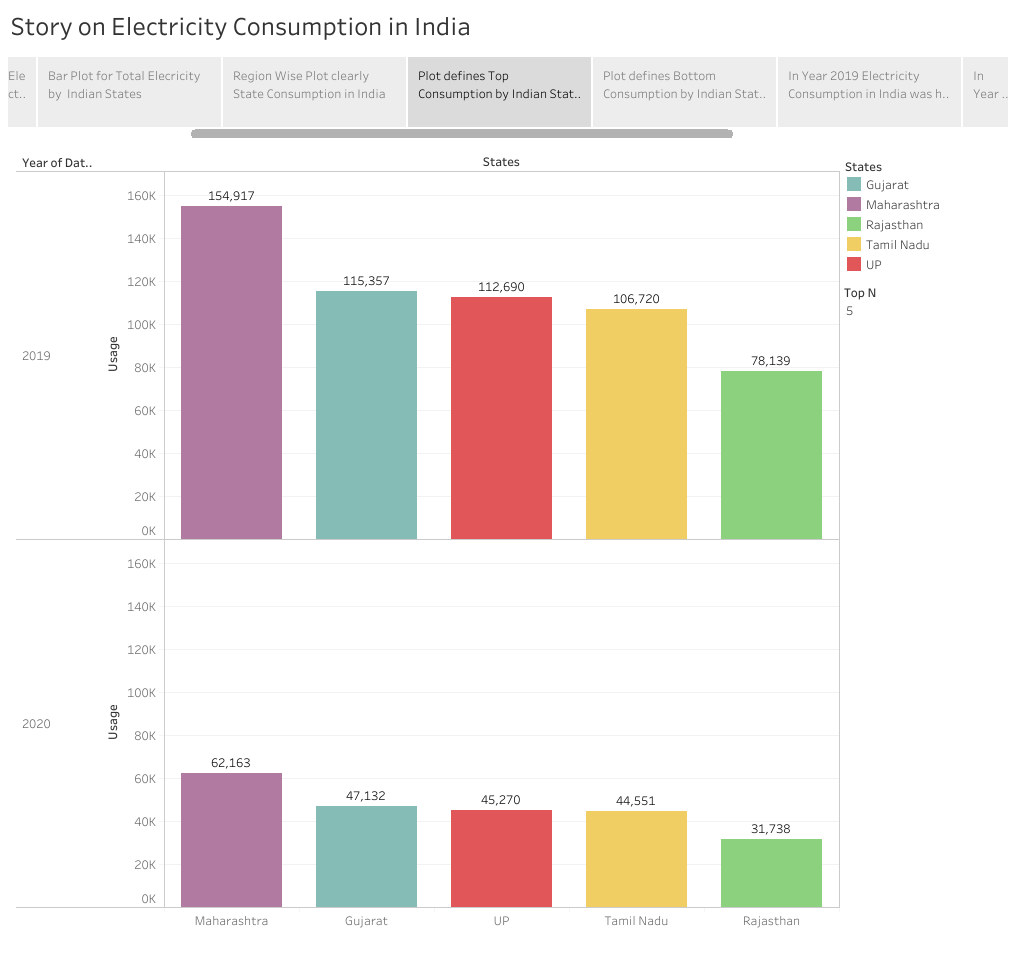 Story on Electricity Consumption in India
Ele
ct..
Bar Plot for Total Elecricity
by Indian States
Region Wise Plot clearly
State Consumption in India
Plot defines Top
Consumption by Indian Stat..
Plot defines Bottom
Consumption by Indian Stat..
In Year 2019 Electricity
Consumption in India was h..
In
Year ..
Year of Dat..
States
160K
140K
120K
100K
80K
60K
40K
20K
0K
Usage
2019
154,917
115,357
112,690
106,720
78,139
160K
140K
120K
100K
80K
60K
40K
20K
0K
Usage
2020
62,163
47,132
45,270
44,551
31,738
Maharashtra
Gujarat
UP
Tamil Nadu
Rajasthan
States
Gujarat
Maharashtra
Rajasthan
Tamil Nadu
UP
Top N
5